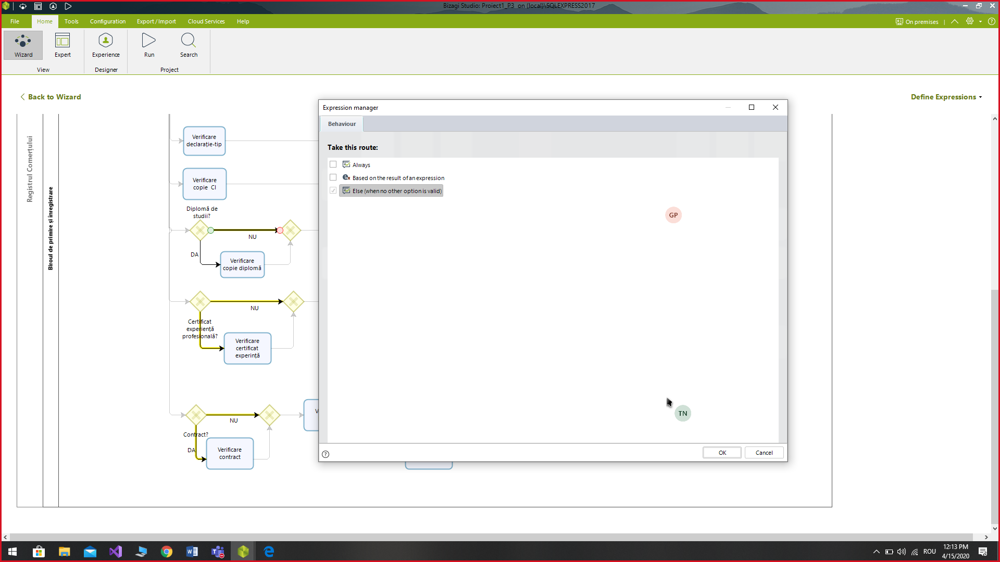 Bizagi Studio: Proiect1_P3 on (local)\SQLEXPRESS2017
File Home Tools Configuration Export / Import Cloud Services Help
On premises
Wizard Expert Experience Run Search
View Designer Project
Back to Wizard
Define Expressions
Registrul Comerțului
Biroul de primire și înregistrare
Verificare
declarație-tip
Verificare
copie CI
Diplomă de
studii?
NU
DA
Verificare
copie diplomă
NU
Certificat
experiență
profesională?
Verificare
certificat
experință
NU
Contract?
DA
Verificare
contract
V
Expression manager
Behaviour
Take this route:
Always
Based on the result of an expression
Else (when no other option is valid)
GP
TN
OK Cancel
ROU
12:13 PM
4/15/2020